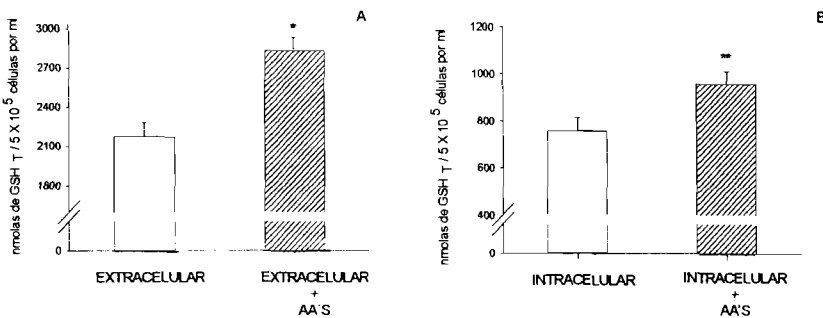 A
nmolas de GSH T / 5 X 10 5 células por ml
3000
2700
2400
2100
1800
0
*
EXTRACELULAR
EXTRACELULAR
+
AA'S
B
nmolas de GSH T / 5 X 10 5 células por ml
1200
1000
800
600
400
0
**
INTRACELULAR
INTRACELULAR
+
AA'S